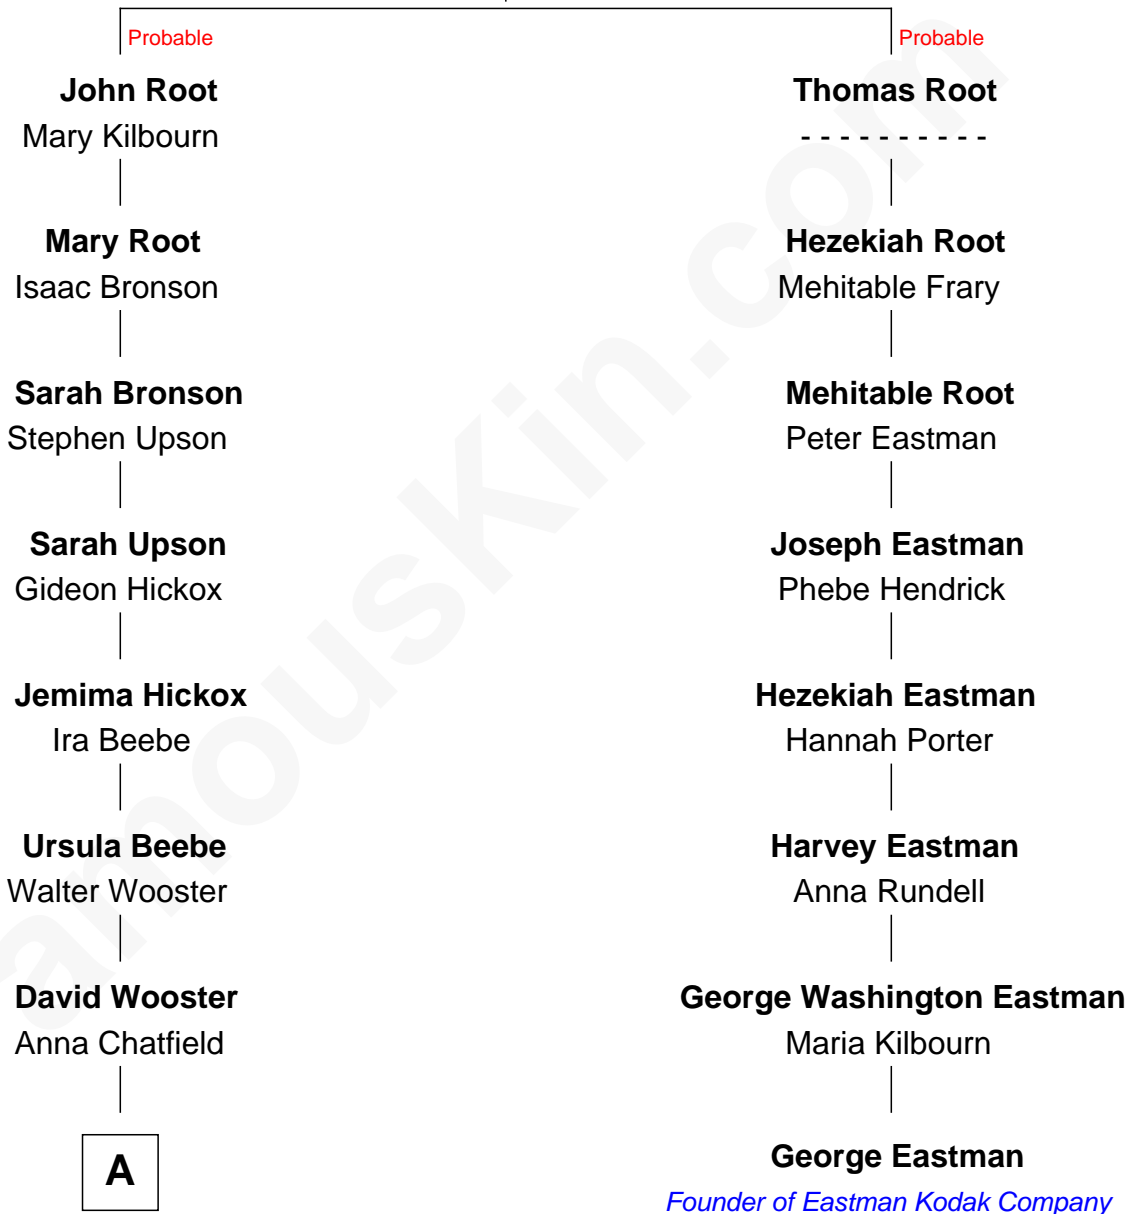 Probable
John Root
Mary Kilbourn
Mary Root
Isaac Bronson
Sarah Bronson
Stephen Upson
Sarah Upson
Gideon Hickox
Jemima Hickox
Ira Beebe
Ursula Beebe
Walter Wooster
David Wooster
Anna Chatfield
A
Probable
Thomas Root
- - - - - - - - - -
Hezekiah Root
Mehitable Frary
Mehitable Root
Peter Eastman
Joseph Eastman
Phebe Hendrick
Hezekiah Eastman
Hannah Porter
Harvey Eastman
Anna Rundell
George Washington Eastman
Maria Kilbourn
George Eastman
Founder of Eastman Kodak Company
amousKin.com